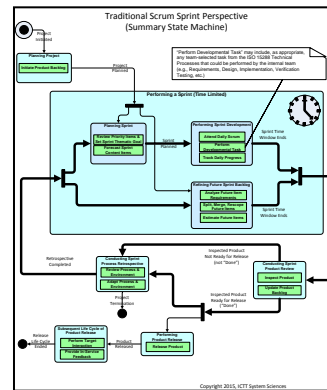 Traditional Scrum Sprint Perspective
(Summary State Machine)
Project
Initiated
Planning Project
Initiate Product Backlog
Project
Planned
"Perform Developmental Task" may include, as appropriate,
any team-selected task from the ISO 15288 Technical
Processes that could be performed by the internal team
(e.g., Requirements, Design, Implementation, Verification
Testing, etc.)
Performing a Sprint (Time Limited)
Planning Sprint
Review Priority Items &
Set Sprint Thematic Goal
Forecast Sprint
Content Items
Sprint
Planned
Performing Sprint Development
Attend Daily Scrum
Perform
Developmental Task
Track Daily Progress
Sprint Time
Window Ends
Refining Future Sprint Backlog
Analyze Future Item
Requirements
Split, Merge, Rescope
Future Items
Estimate Future Items
Sprint Time
Window Ends
Retrospective
Completed
Conducting Sprint
Process Retrospective
Review Process &
Environment
Adapt Process &
Environment
Inspected Product
Not Ready for Release
(not "Done")
Conducting Sprint
Product Review
Inspect Product
Update Product
Backlog
Project
Termination
Inspected Product
Ready for Release
("Done")
Release
Life Cycle
Ended
Subsequent Life Cycle of
Product Release
Perform Target
Interaction
Provide In-Service
Feedback
Product
Released
Performing
Product Release
Release Product
Copyright 2015, ICTT System Sciences